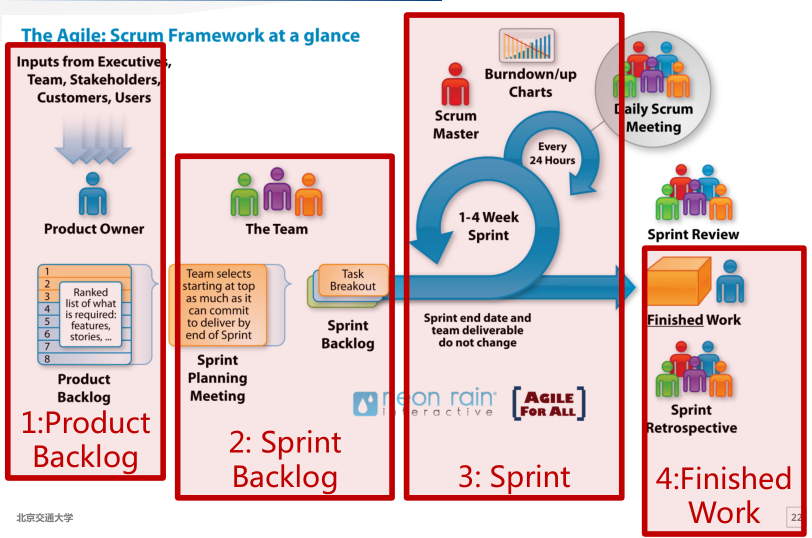 The Agile: Scrum Framework at a glance
Inputs from Executives,
Team, Stakeholders,
Customers, Users
Product Owner
1
2
3
4
5
6
7
8
Ranked
list of what
is required:
features,
stories, ...
Product
Backlog
1:Product
Backlog
The Team
Team selects
starting at top
as much as it
can commit
to deliver by
end of Sprint
Sprint
Planning
Meeting
Task
Breakout
Sprint
Backlog
2: Sprint
Backlog
Burndown/up
Charts
Scrum
Master
Every
24 Hours
1-4 Week
Sprint
Sprint end date and
team deliverable
do not change
neon rain
interactive
AGILE
FOR ALL
3: Sprint
Daily Scrum
Meeting
Sprint Review
Finished Work
Sprint
Retrospective
4:Finished
Work
北京交通大学
22